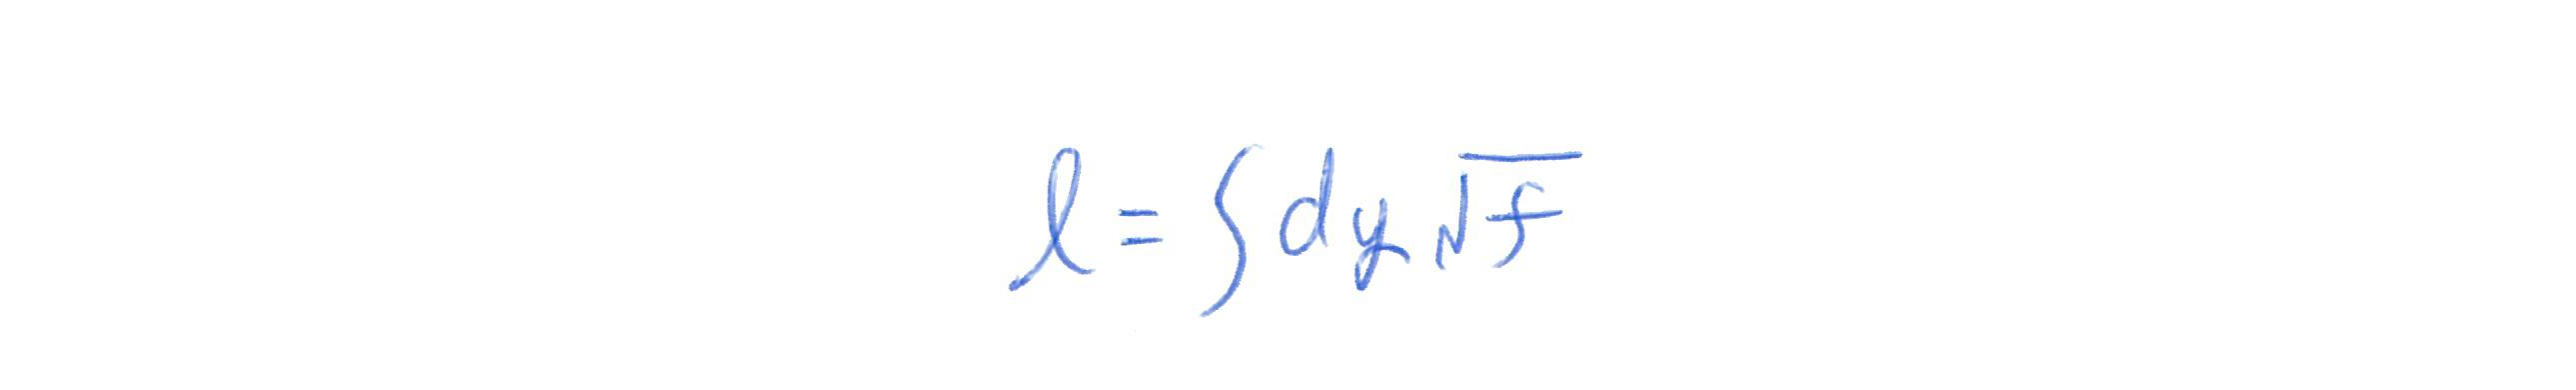 l = ∫ dy √f